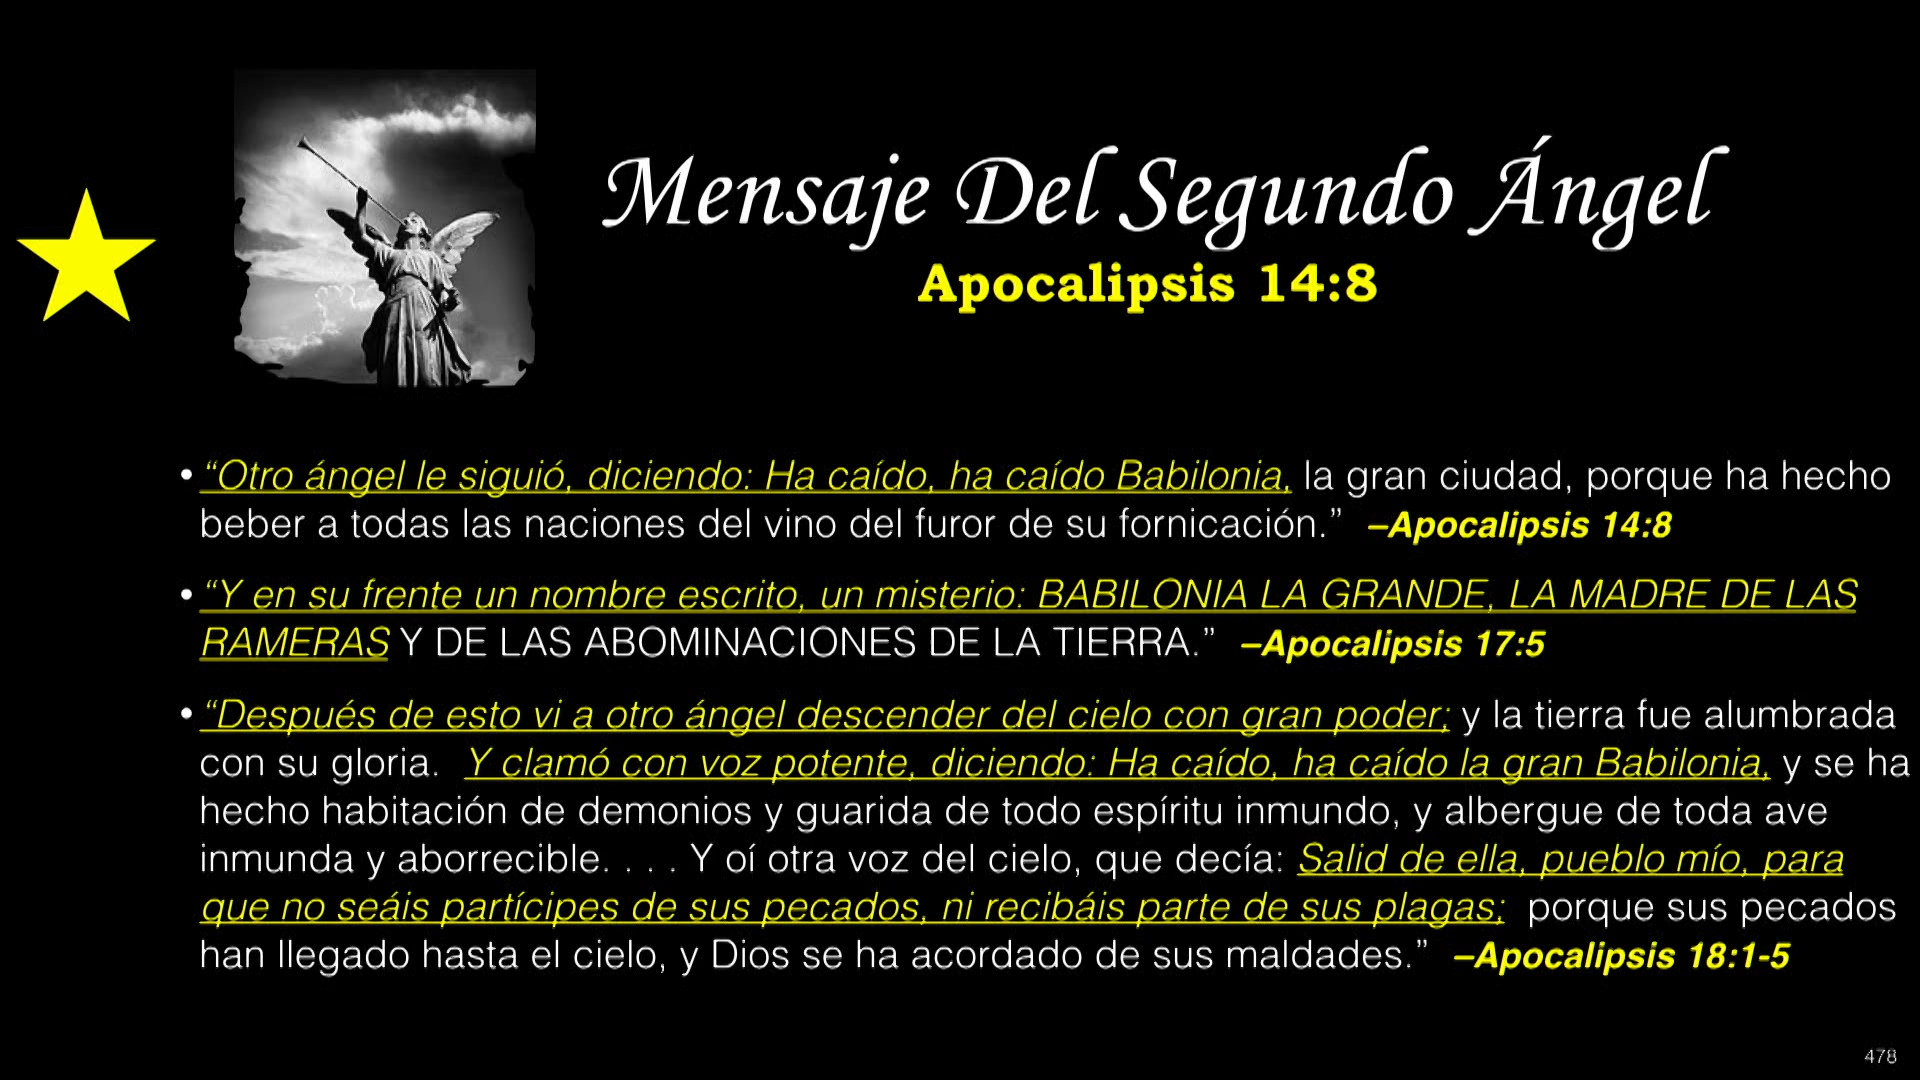 Mensaje Del Segundo Ángel
Apocalipsis 14:8
• “Otro ángel le siguió, diciendo: Ha caído, ha caído Babilonia, la gran ciudad, porque ha hecho
beber a todas las naciones del vino del furor de su fornicación.” –Apocalipsis 14:8
• “Y en su frente un nombre escrito, un misterio: BABILONIA LA GRANDE, LA MADRE DE LAS
RAMERAS Y DE LAS ABOMINACIONES DE LA TIERRA.” –Apocalipsis 17:5
• “Después de esto vi a otro ángel descender del cielo con gran poder; y la tierra fue alumbrada
con su gloria. Y clamó con voz potente, diciendo: Ha caído, ha caído la gran Babilonia, y se ha
hecho habitación de demonios y guarida de todo espíritu inmundo, y albergue de toda ave
inmunda y aborrecible. . . . Y oí otra voz del cielo, que decía: Salid de ella, pueblo mío, para
que no seáis partícipes de sus pecados, ni recibáis parte de sus plagas; porque sus pecados
han llegado hasta el cielo, y Dios se ha acordado de sus maldades.” –Apocalipsis 18:1-5
478